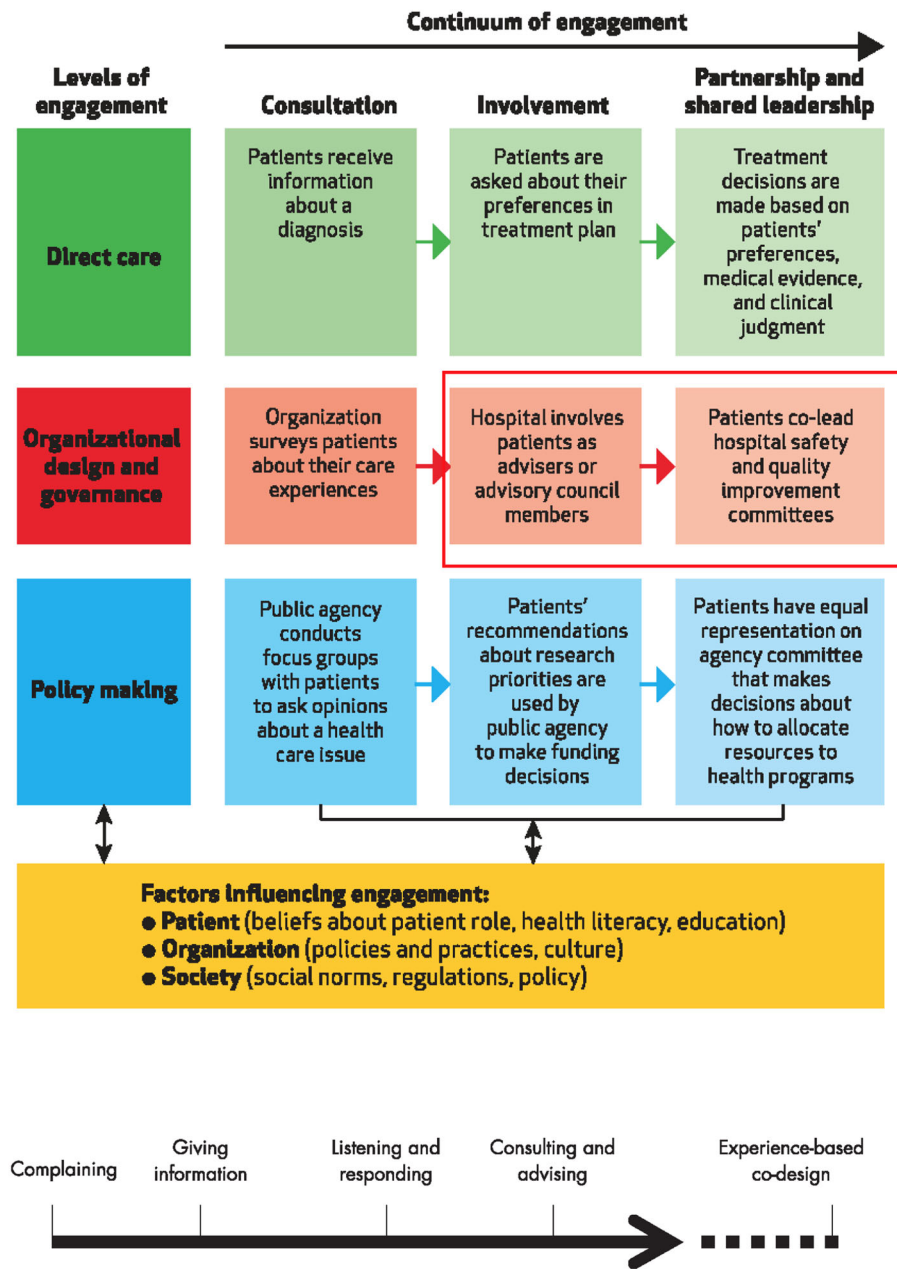 Continuum of engagement
Levels of
engagement
Consultation
Involvement
Partnership and
shared leadership
Direct care
Patients receive
information
about a
diagnosis
Patients are
asked about their
preferences in
treatment plan
Treatment
decisions are
made based on
patients'
preferences,
medical evidence,
and clinical
judgment
Organizational
design and
governance
Organization
surveys patients
about their care
experiences
Hospital involves
patients as
advisers or
advisory council
members
Patients co-lead
hospital safety
and quality
improvement
committees
Policy making
Public agency
conducts
focus groups
with patients
to ask opinions
about a health
care issue
Patients'
recommendations
about research
priorities are
used by
public agency
to make funding
decisions
Patients have equal
representation on
agency committee
that makes
decisions about
how to allocate
resources to
health programs
Factors influencing engagement:
● Patient (beliefs about patient role, health literacy, education)
● Organization (policies and practices, culture)
● Society (social norms, regulations, policy)
Complaining
Giving
information
Listening and
responding
Consulting and
advising
Experience-based
co-design